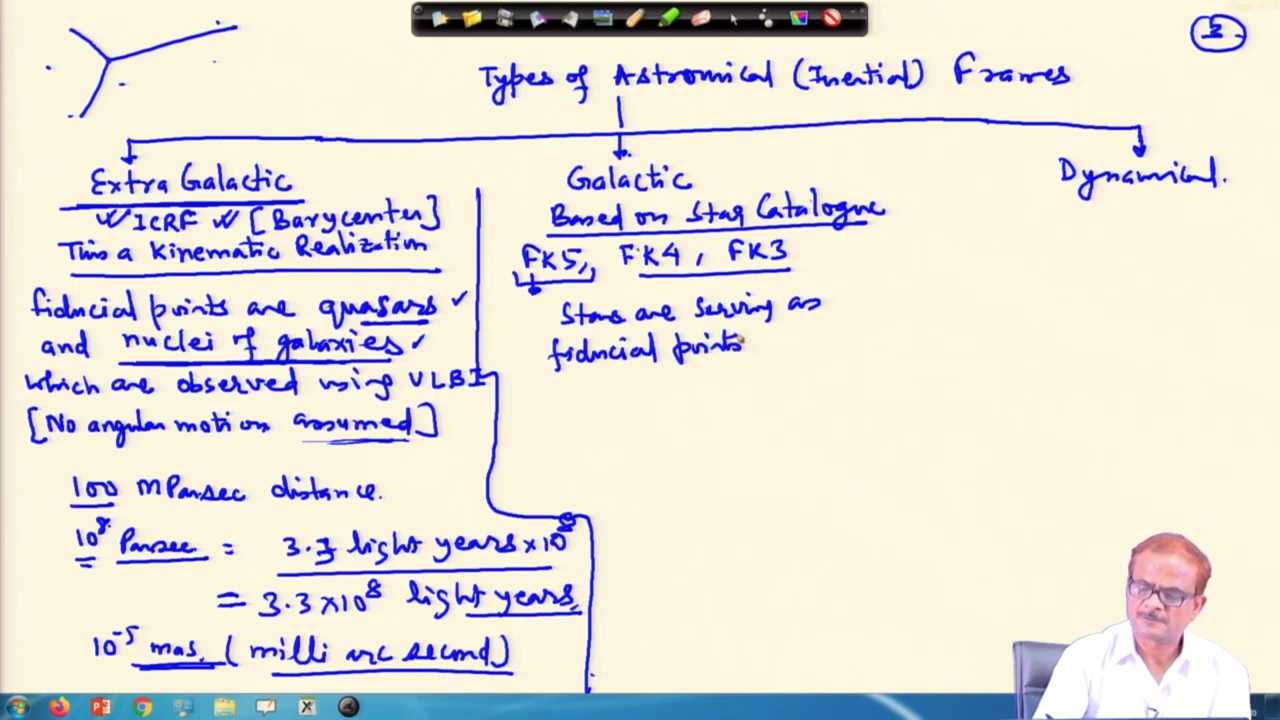 2.
Types of Astromical (Inertial) Frames
Extra Galactic
ICRF [Barycenter]
This a Kinematic Realization
fiducial points are quasars
and nuclei of galaxies
which are observed using VLBI
[No angular motion assumed]
100 MParsec distance.
10^8 Parsec = 3.3 light years × 10^8
= 3.3 × 10^8 light years
10^-5 mas. (milli arc second)
Galactic
Based on Star Catalogue
FK5, FK4, FK3
Stars are serving as
fiducial points
Dynamical.